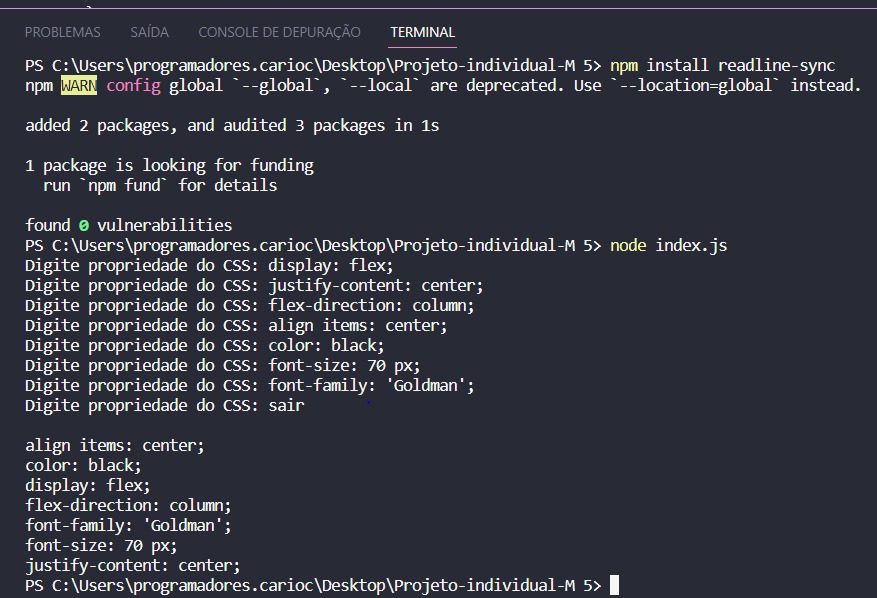 PROBLEMAS SAÍDA CONSOLE DE DEPURAÇÃO TERMINAL
PS C:\Users\programadores.carioc\Desktop\Projeto-individual-M 5> npm install readline-sync
npm WARN config global `--global`, `--local` are deprecated. Use `--location=global` instead.
added 2 packages, and audited 3 packages in 1s
1 package is looking for funding
run `npm fund` for details
found 0 vulnerabilities
PS C:\Users\programadores.carioc\Desktop\Projeto-individual-M 5> node index.js
Digite propriedade do CSS: display: flex;
Digite propriedade do CSS: justify-content: center;
Digite propriedade do CSS: flex-direction: column;
Digite propriedade do CSS: align items: center;
Digite propriedade do CSS: color: black;
Digite propriedade do CSS: font-size: 70 px;
Digite propriedade do CSS: font-family: 'Goldman';
Digite propriedade do CSS: sair
align items: center;
color: black;
display: flex;
flex-direction: column;
font-family: 'Goldman';
font-size: 70 px;
justify-content: center;
PS C:\Users\programadores.carioc\Desktop\Projeto-individual-M 5>